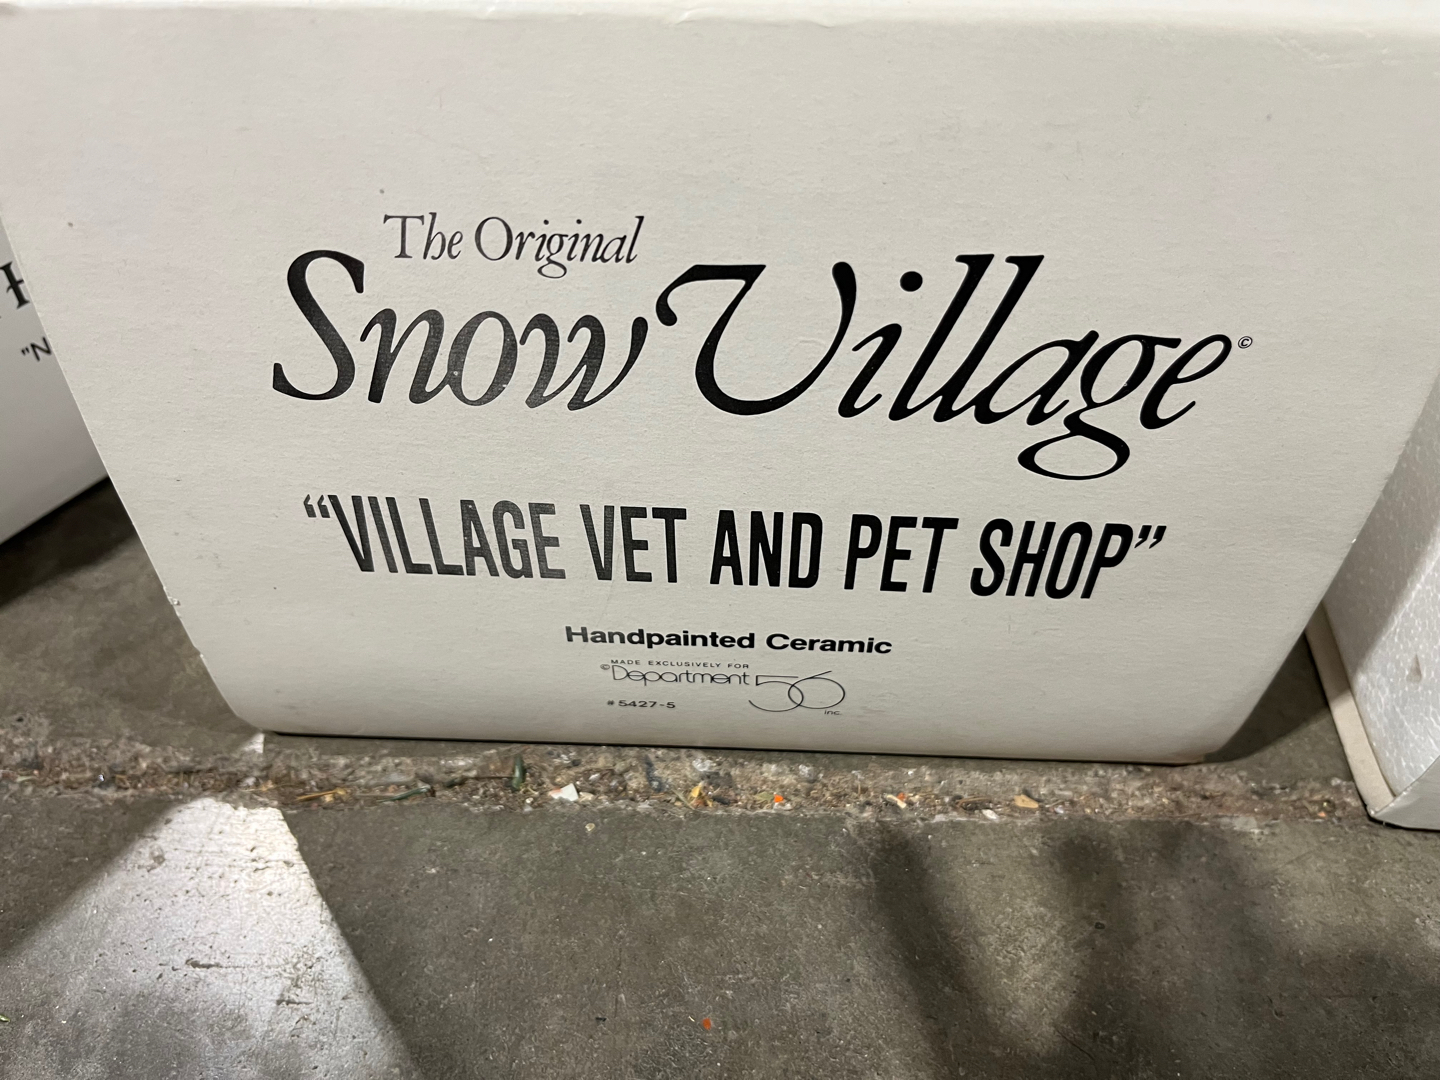 The Original
Snow Village©
“VILLAGE VET AND PET SHOP”
Handpainted Ceramic
MADE EXCLUSIVELY FOR
©Department 56 inc.
#5427-5
H
"N